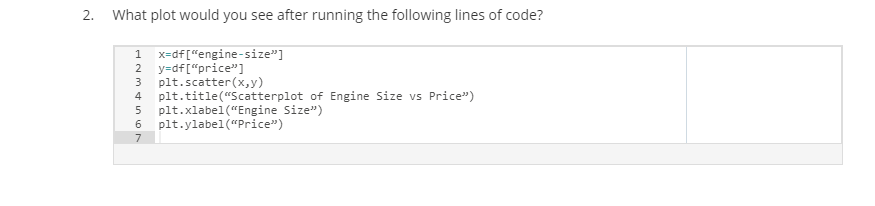 2. What plot would you see after running the following lines of code?
1 x=df[“engine-size”]
2 y=df[“price”]
3 plt.scatter(x,y)
4 plt.title(“Scatterplot of Engine Size vs Price”)
5 plt.xlabel(“Engine Size”)
6 plt.ylabel(“Price”)
7